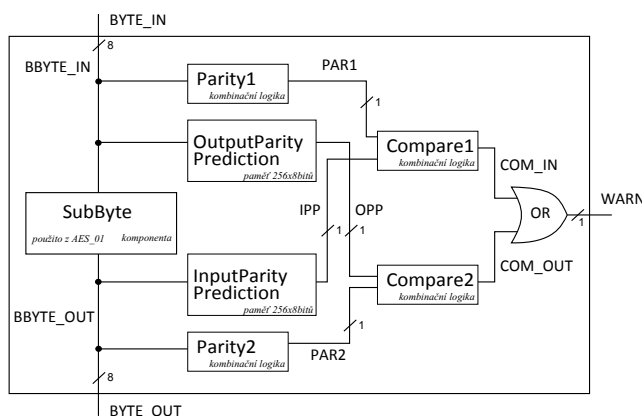 BYTE_IN
8
BBYTE_IN
Parity1
kombinační logika
PAR1
1
OutputParity
Prediction
paměť 256x8bitů
Compare1
kombinační logika
COM_IN
SubByte
použito z AES_01 komponenta
IPP
1
OPP
1
OR
WARN
1
InputParity
Prediction
paměť 256x8bitů
Compare2
kombinační logika
COM_OUT
BBYTE_OUT
Parity2
kombinační logika
PAR2
1
8
BYTE_OUT